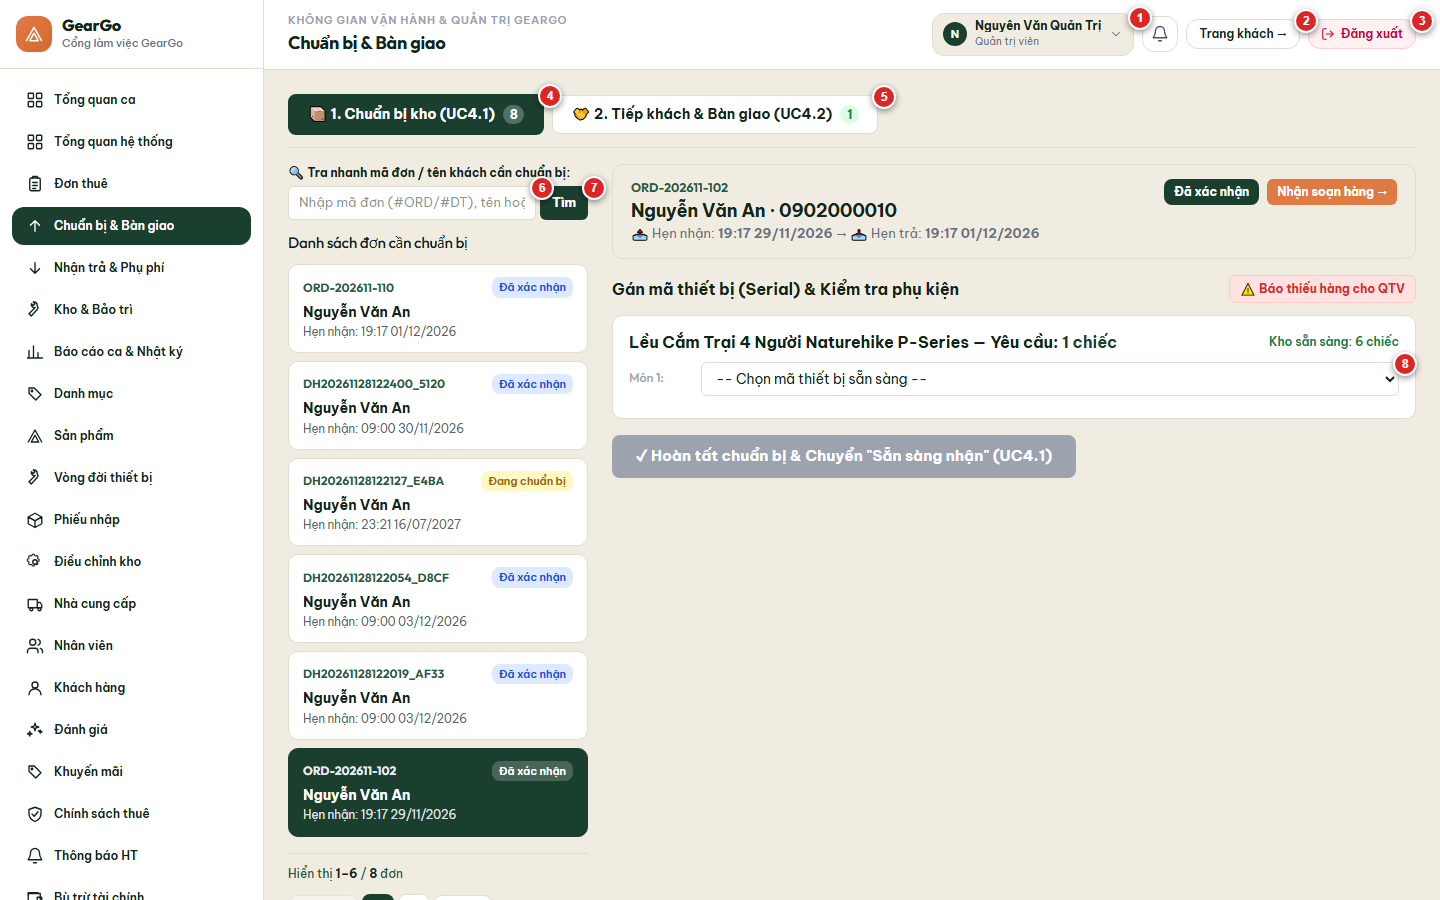 GearGo
Cổng làm việc GearGo
KHÔNG GIAN VẬN HÀNH & QUẢN TRỊ GEARGO
Chuẩn bị & Bàn giao
N
Nguyễn Văn Quản Trị
Quản trị viên
1
Trang khách →
2
Đăng xuất
3
Tổng quan ca
Tổng quan hệ thống
Đơn thuê
Chuẩn bị & Bàn giao
Nhận trả & Phụ phí
Kho & Bảo trì
Báo cáo ca & Nhật ký
Danh mục
Sản phẩm
Vòng đời thiết bị
Phiếu nhập
Điều chỉnh kho
Nhà cung cấp
Nhân viên
Khách hàng
Đánh giá
Khuyến mãi
Chính sách thuê
Thông báo HT
Bù trừ tài chính
1. Chuẩn bị kho (UC4.1) 8
4
2. Tiếp khách & Bàn giao (UC4.2) 1
5
Tra nhanh mã đơn / tên khách cần chuẩn bị:
Nhập mã đơn (#ORD/#DT), tên
6
Tìm
7
Danh sách đơn cần chuẩn bị
ORD-202611-110
Đã xác nhận
Nguyễn Văn An
Hẹn nhận: 19:17 01/12/2026
DH20261128122400_5120
Đã xác nhận
Nguyễn Văn An
Hẹn nhận: 09:00 30/11/2026
DH20261128122127_E4BA
Đang chuẩn bị
Nguyễn Văn An
Hẹn nhận: 23:21 16/07/2027
DH20261128122054_D8CF
Đã xác nhận
Nguyễn Văn An
Hẹn nhận: 09:00 03/12/2026
DH20261128122019_AF33
Đã xác nhận
Nguyễn Văn An
Hẹn nhận: 09:00 03/12/2026
ORD-202611-102
Đã xác nhận
Nguyễn Văn An
Hẹn nhận: 19:17 29/11/2026
Hiển thị 1–6 / 8 đơn
ORD-202611-102
Nguyễn Văn An · 0902000010
Hẹn nhận: 19:17 29/11/2026 → Hẹn trả: 19:17 01/12/2026
Đã xác nhận
Nhận soạn hàng →
Gán mã thiết bị (Serial) & Kiểm tra phụ kiện
Báo thiếu hàng cho QTV
Lều Cắm Trại 4 Người Naturehike P-Series — Yêu cầu: 1 chiếc
Kho sẵn sàng: 6 chiếc
Món 1:
-- Chọn mã thiết bị sẵn sàng --
8
✓ Hoàn tất chuẩn bị & Chuyển "Sẵn sàng nhận" (UC4.1)